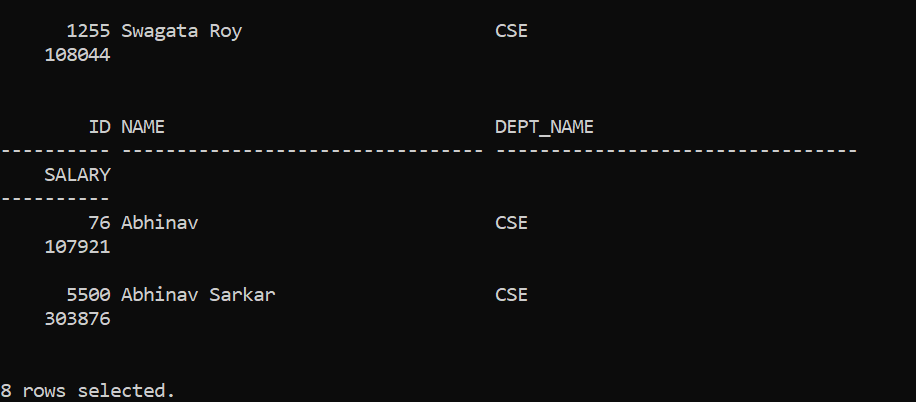 1255 Swagata Roy CSE
108044
ID NAME DEPT_NAME
---------- --------------------------------- ---------------------------------
SALARY
----------
76 Abhinav CSE
107921
5500 Abhinav Sarkar CSE
303876
8 rows selected.